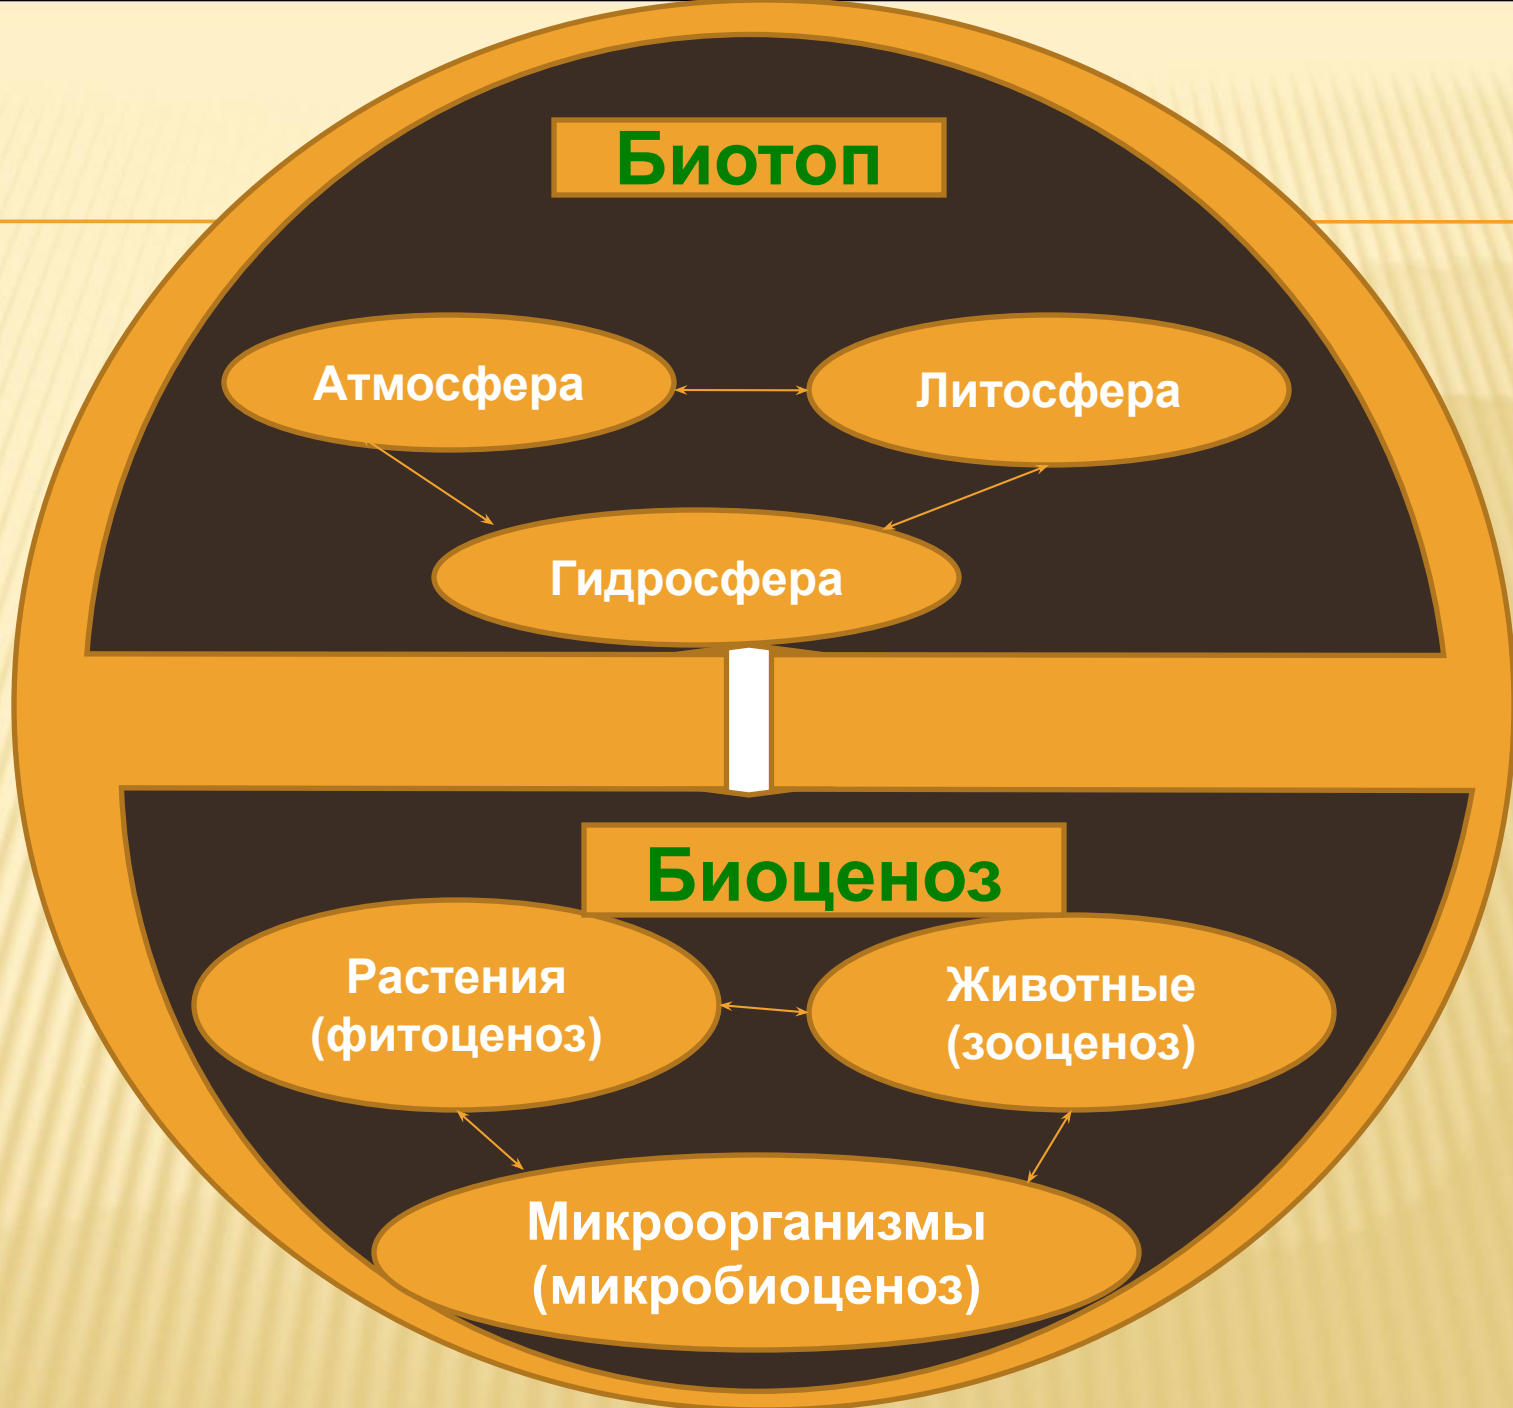 Биотоп
Атмосфера
Литосфера
Гидросфера
Биоценоз
Растения
(фитоценоз)
Животные
(зооценоз)
Микроорганизмы
(микробиоценоз)